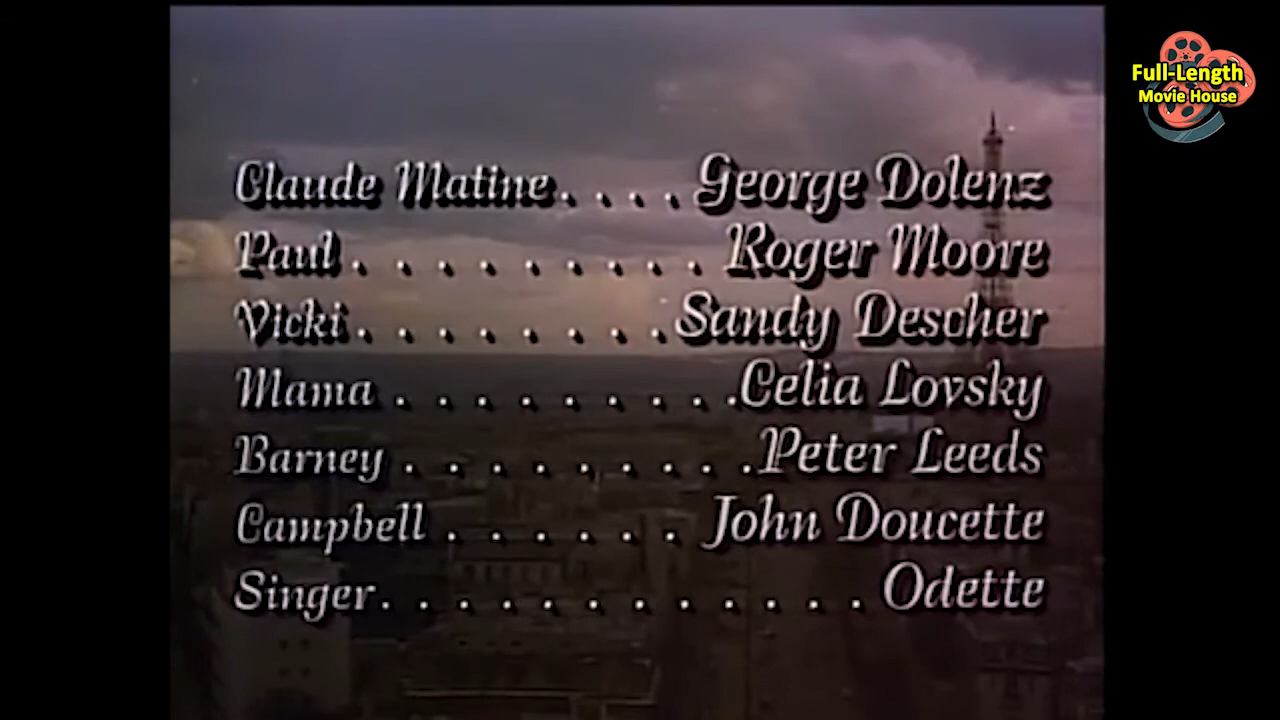 Full-Length
Movie House
Claude Matine. . . . George Dolenz
Paul . . . . . . . . . Roger Moore
Vicki . . . . . . . . Sandy Descher
Mama . . . . . . . . .Celia Lovsky
Barney . . . . . . . . .Peter Leeds
Campbell . . . . . . John Doucette
Singer. . . . . . . . . . . . . Odette